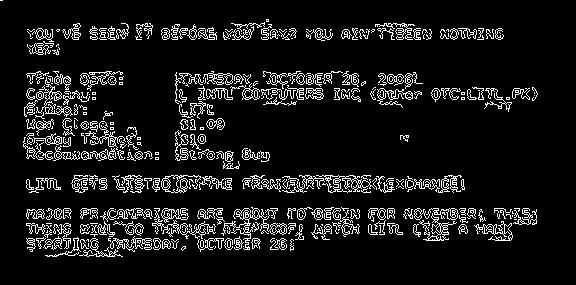 YOU'VE SEEN IT BEFORE YOU SAY? YOU AIN'T SEEN NOTHING
YET!
Trade Date: THURSDAY, OCTOBER 26, 2006
Company: L INTL COMPUTERS INC (Other OTC:LITL.PK)
Symbol: LITL
Wed Close: $1.09
5-day Target: $10
Recommendation: Strong Buy
LITL GETS LISTED ON THE FRANKFURT STOCK EXCHANGE!
MAJOR PR CAMPAIGNS ARE ABOUT TO BEGIN FOR NOVEMBER, THIS
THING WILL GO THROUGH THE ROOF! WATCH LITL LIKE A HAWK
STARTING THURSDAY, OCTOBER 26!